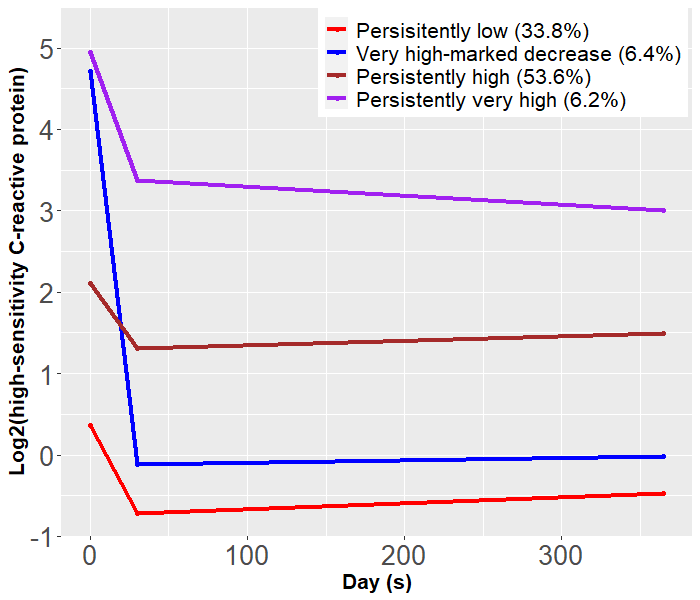 Persisitently low (33.8%)
Very high-marked decrease (6.4%)
Persistently high (53.6%)
Persistently very high (6.2%)
Log2(high-sensitivity C-reactive protein)
5
4
3
2
1
0
-1
0 100 200 300
Day (s)